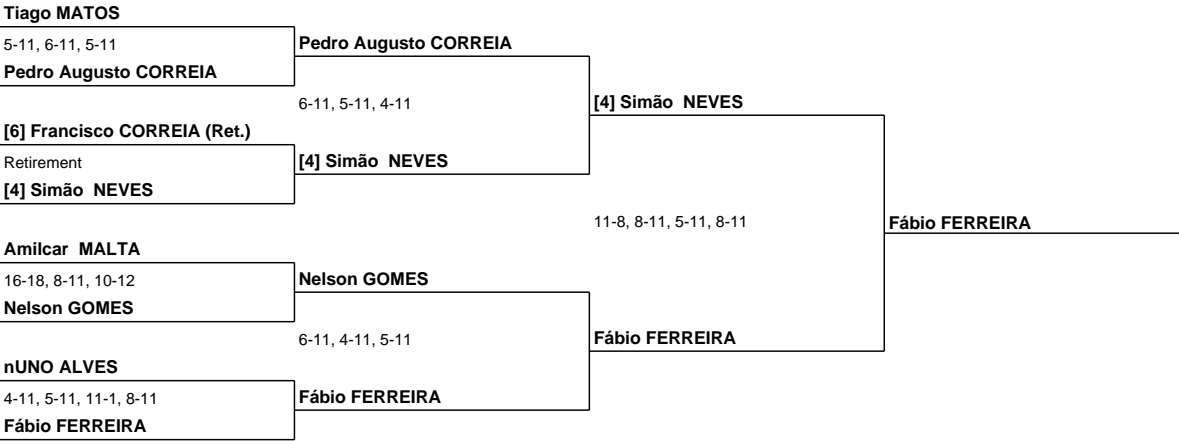 Tiago MATOS
5-11, 6-11, 5-11
Pedro Augusto CORREIA
Pedro Augusto CORREIA
6-11, 5-11, 4-11
[4] Simão  NEVES
[6] Francisco CORREIA (Ret.)
Retirement
[4] Simão  NEVES
[4] Simão  NEVES
11-8, 8-11, 5-11, 8-11
Fábio FERREIRA
Amilcar  MALTA
16-18, 8-11, 10-12
Nelson GOMES
Nelson GOMES
6-11, 4-11, 5-11
Fábio FERREIRA
nUNO ALVES
4-11, 5-11, 11-1, 8-11
Fábio FERREIRA
Fábio FERREIRA